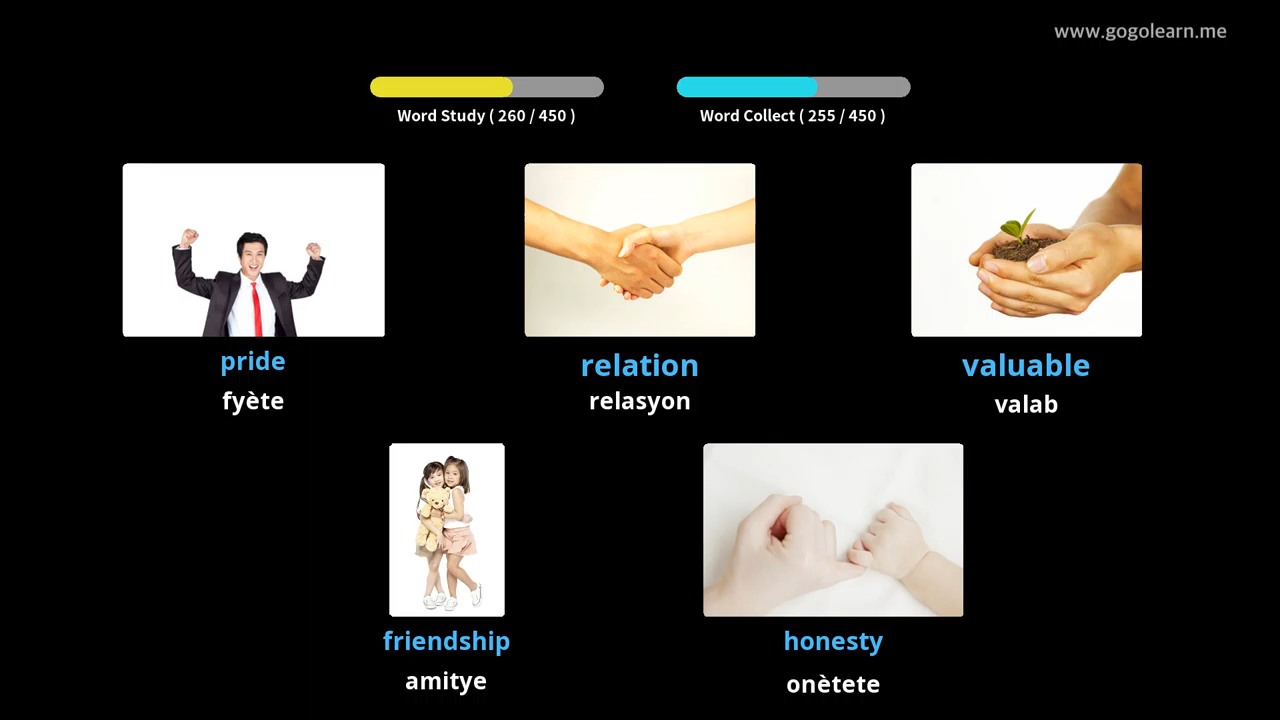 www.gogolearn.me
Word Study ( 260 / 450 )
Word Collect ( 255 / 450 )
pride
fyète
relation
relasyon
valuable
valab
friendship
amitye
honesty
onètete